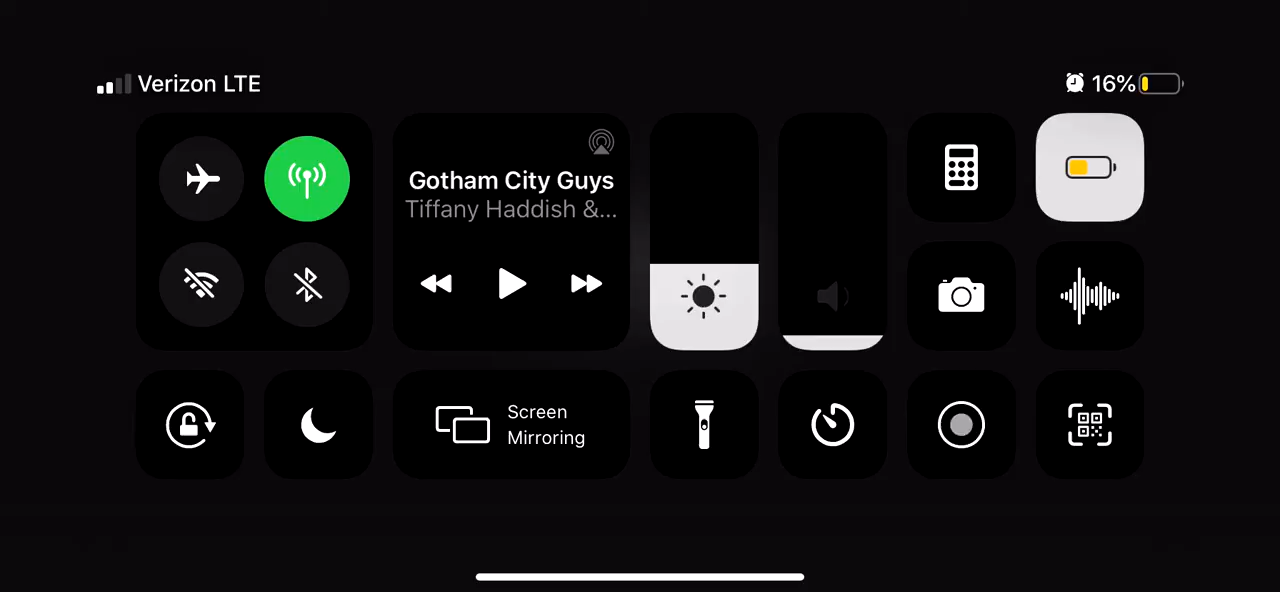 Verizon LTE
16%
Gotham City Guys
Tiffany Haddish &...
Screen
Mirroring